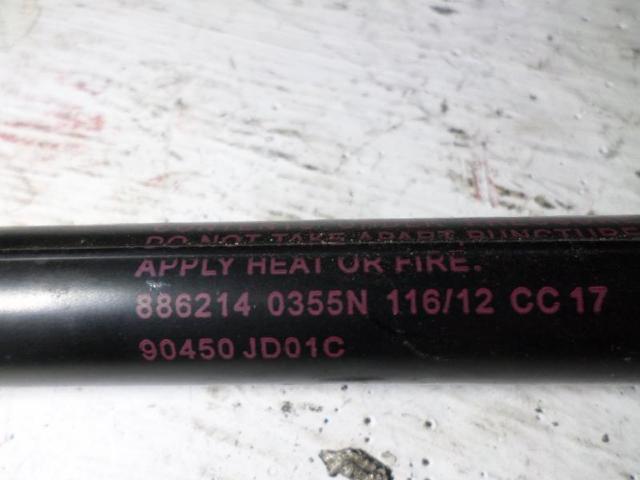 DO NOT TAKE APART, PUNCTURE
APPLY HEAT OR FIRE.
886214 0355N 116/12 CC 17
90450 JD01C